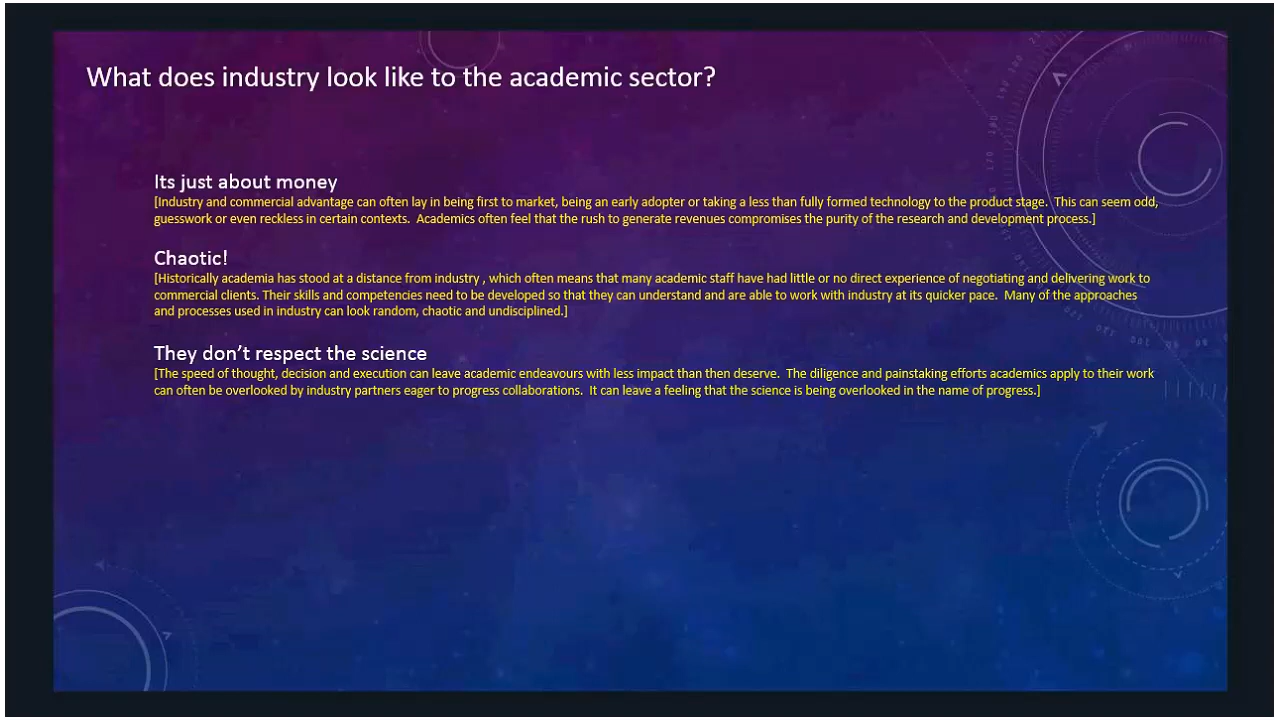 What does industry look like to the academic sector?
Its just about money
[Industry and commercial advantage can often lay in being first to market, being an early adopter or taking a less than fully formed technology to the product stage.  This can seem odd,
guesswork or even reckless in certain contexts.  Academics often feel that the rush to generate revenues compromises the purity of the research and development process.]
Chaotic!
[Historically academia has stood at a distance from industry , which often means that many academic staff have had little or no direct experience of negotiating and delivering work to
commercial clients. Their skills and competencies need to be developed so that they can understand and are able to work with industry at its quicker pace.  Many of the approaches
and processes used in industry can look random, chaotic and undisciplined.]
They don't respect the science
[The speed of thought, decision and execution can leave academic endeavours with less impact than then deserve.  The diligence and painstaking efforts academics apply to their work
can often be overlooked by industry partners eager to progress collaborations.  It can leave a feeling that the science is being overlooked in the name of progress.]